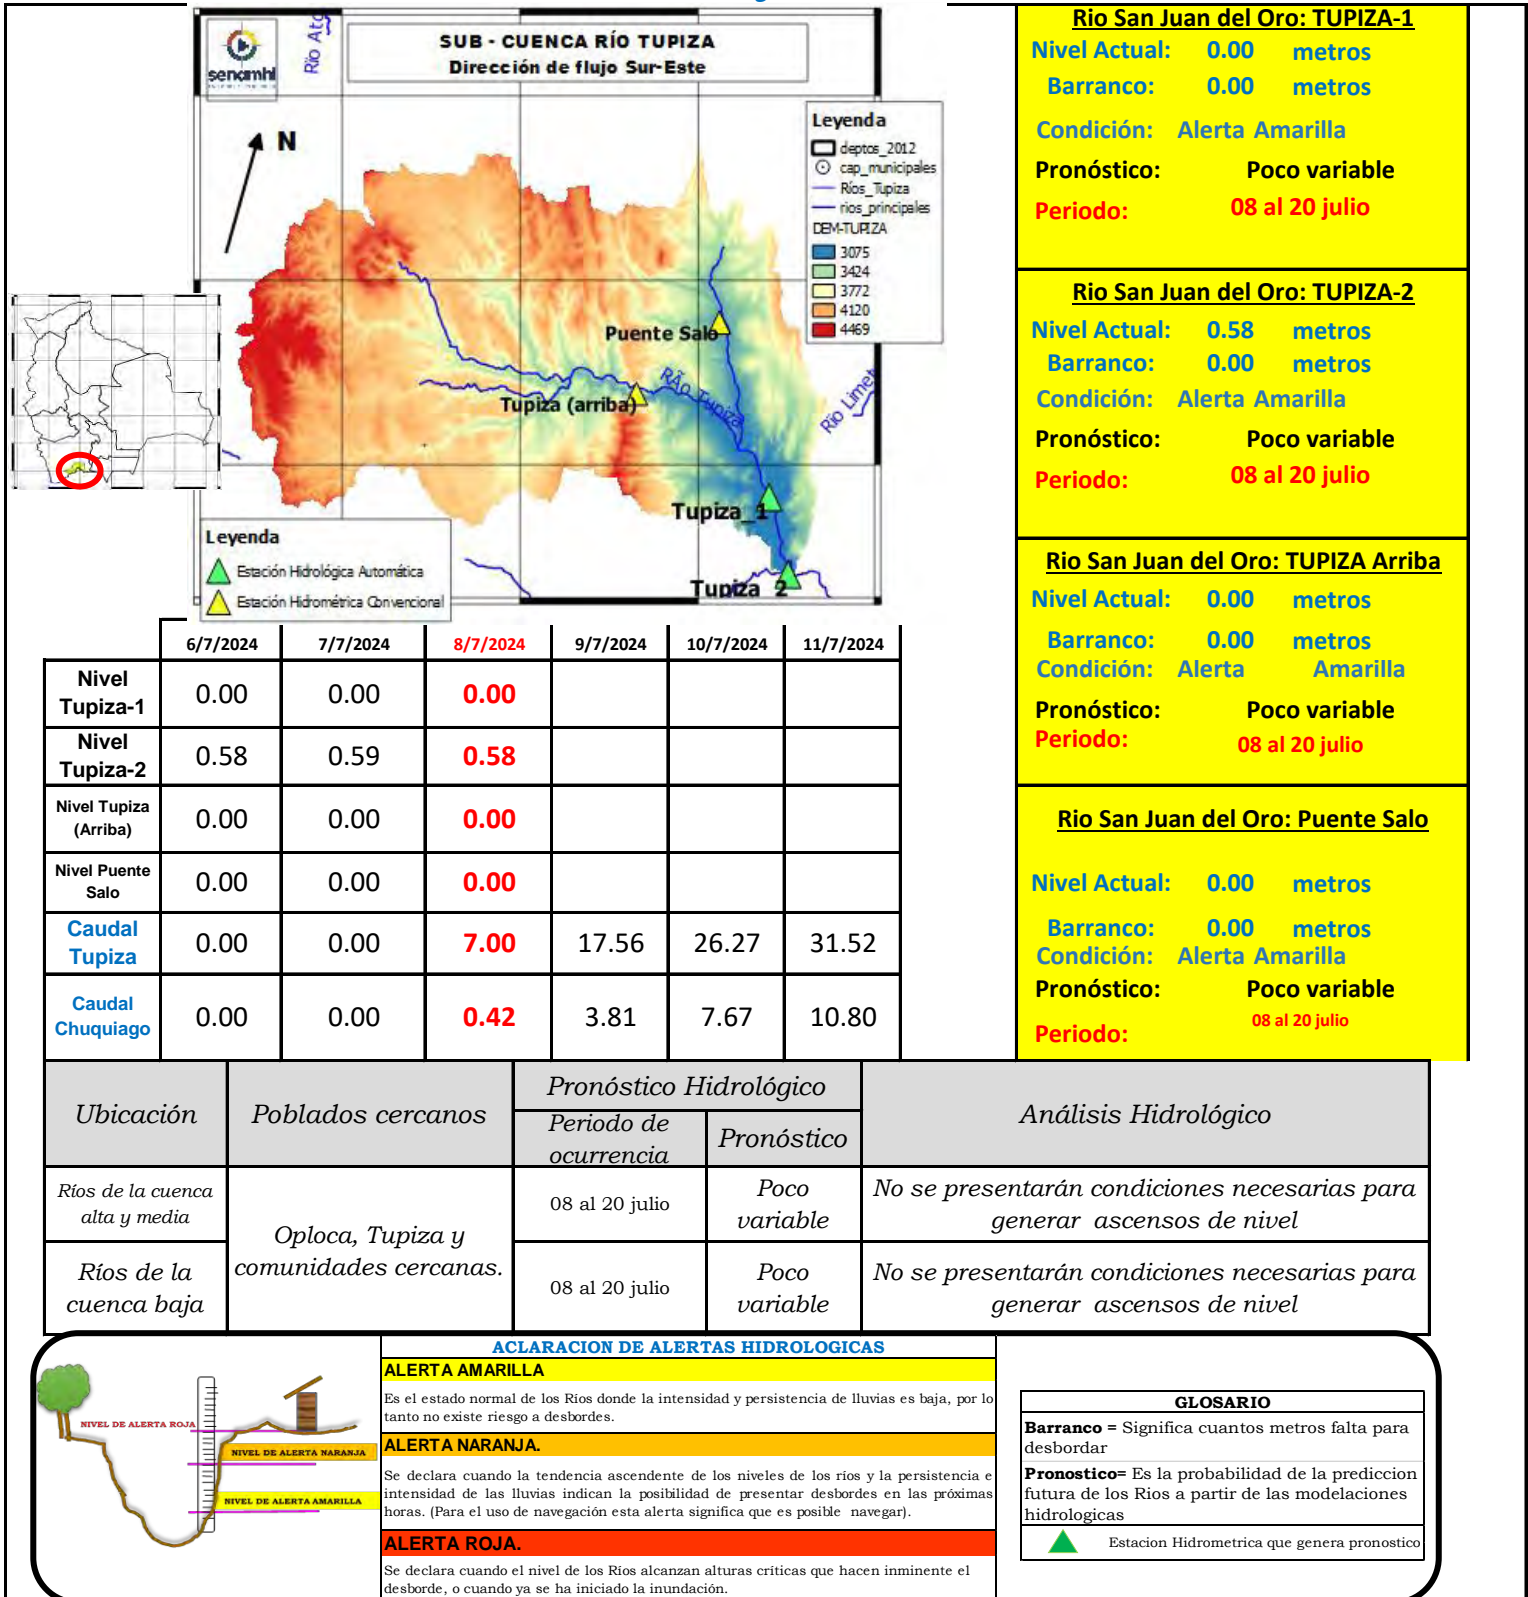 senamhi
Rio Ato
SUB - CUENCA RÍO TUPIZA
Dirección de flujo Sur-Este
N
Leyenda
deptos_2012
cap_municipales
Ríos_Tupiza
rios_principales
DEM-TUPIZA
3075
3424
3772
4120
4469
Puente Salo
RÃo Tupiza
Tupiza (arriba)
Rio Limet
Tupiza_1
Tupiza_2
Leyenda
Estación Hidrológica Automática
Estación Hidrométrica Convencional
Rio San Juan del Oro: TUPIZA-1
Nivel Actual: 0.00 metros
Barranco: 0.00 metros
Condición: Alerta Amarilla
Pronóstico: Poco variable
Periodo: 08 al 20 julio
Rio San Juan del Oro: TUPIZA-2
Nivel Actual: 0.58 metros
Barranco: 0.00 metros
Condición: Alerta Amarilla
Pronóstico: Poco variable
Periodo: 08 al 20 julio
Rio San Juan del Oro: TUPIZA Arriba
Nivel Actual: 0.00 metros
Barranco: 0.00 metros
Condición: Alerta Amarilla
Pronóstico: Poco variable
Periodo: 08 al 20 julio
Rio San Juan del Oro: Puente Salo
Nivel Actual: 0.00 metros
Barranco: 0.00 metros
Condición: Alerta Amarilla
Pronóstico: Poco variable
Periodo: 08 al 20 julio
6/7/2024 7/7/2024 8/7/2024 9/7/2024 10/7/2024 11/7/2024
Nivel
Tupiza-1
0.00 0.00 0.00
Nivel
Tupiza-2
0.58 0.59 0.58
Nivel Tupiza
(Arriba)
0.00 0.00 0.00
Nivel Puente
Salo
0.00 0.00 0.00
Caudal
Tupiza
0.00 0.00 7.00 17.56 26.27 31.52
Caudal
Chuquiago
0.00 0.00 0.42 3.81 7.67 10.80
Ubicación
Poblados cercanos
Pronóstico Hidrológico
Periodo de
ocurrencia
Pronóstico
Análisis Hidrológico
Ríos de la cuenca
alta y media
Oploca, Tupiza y
comunidades cercanas.
08 al 20 julio
Poco
variable
No se presentarán condiciones necesarias para
generar ascensos de nivel
Ríos de la
cuenca baja
08 al 20 julio
Poco
variable
No se presentarán condiciones necesarias para
generar ascensos de nivel
NIVEL DE ALERTA ROJA
NIVEL DE ALERTA NARANJA
NIVEL DE ALERTA AMARILLA
ACLARACION DE ALERTAS HIDROLOGICAS
ALERTA AMARILLA
Es el estado normal de los Ríos donde la intensidad y persistencia de lluvias es baja, por lo
tanto no existe riesgo a desbordes.
ALERTA NARANJA.
Se declara cuando la tendencia ascendente de los niveles de los ríos y la persistencia e
intensidad de las lluvias indican la posibilidad de presentar desbordes en las próximas
horas. (Para el uso de navegación esta alerta significa que es posible navegar).
ALERTA ROJA.
Se declara cuando el nivel de los Ríos alcanzan alturas críticas que hacen inminente el
desborde, o cuando ya se ha iniciado la inundación.
GLOSARIO
Barranco = Significa cuantos metros falta para
desbordar
Pronostico= Es la probabilidad de la prediccion
futura de los Rios a partir de las modelaciones
hidrologicas
Estacion Hidrometrica que genera pronostico